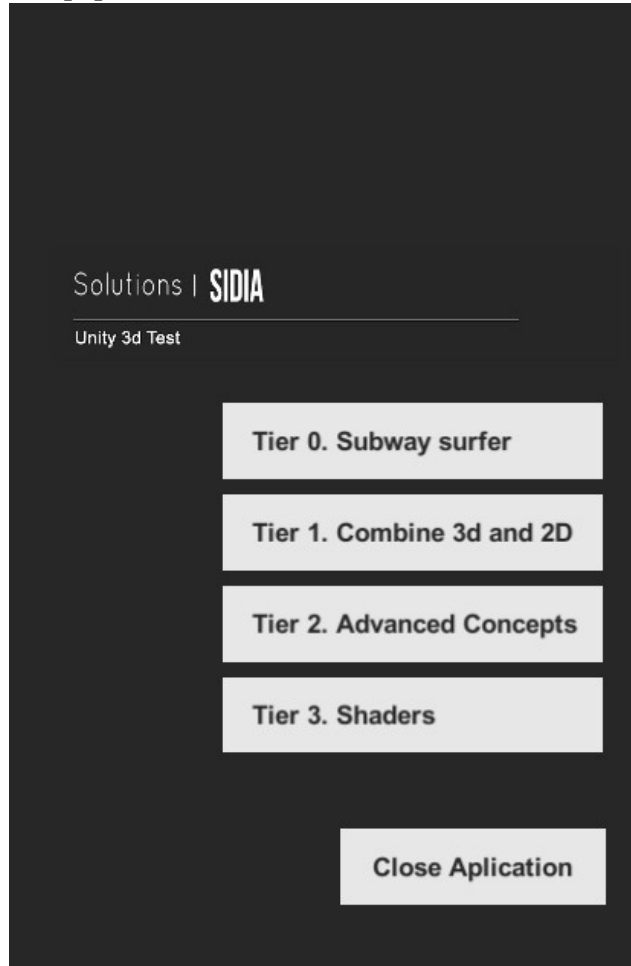 Solutions | SIDIA
Unity 3d Test
Tier 0. Subway surfer
Tier 1. Combine 3d and 2D
Tier 2. Advanced Concepts
Tier 3. Shaders
Close Aplication